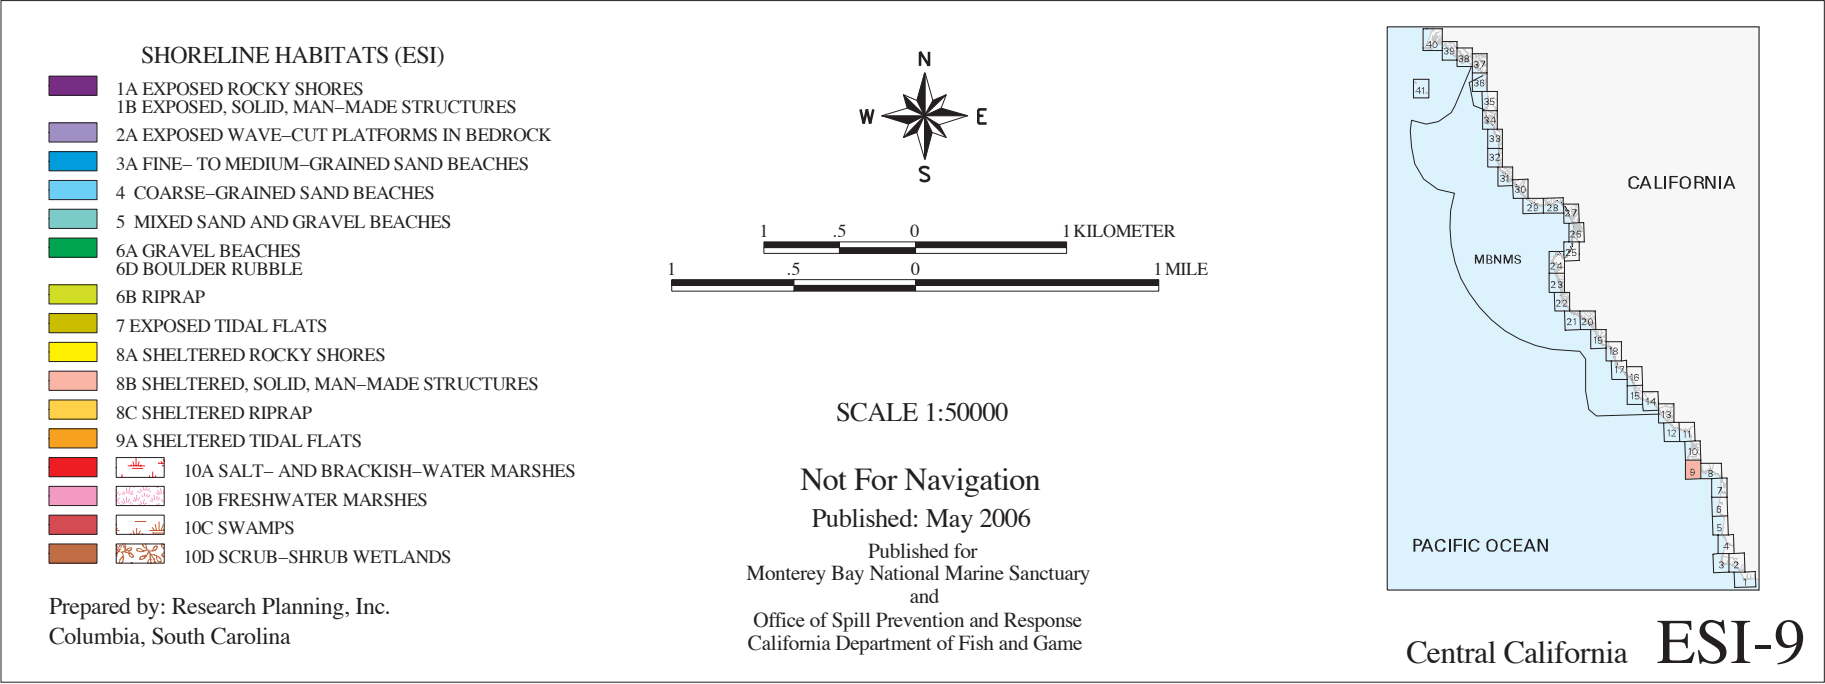 SHORELINE HABITATS (ESI)
1A EXPOSED ROCKY SHORES
1B EXPOSED, SOLID, MAN–MADE STRUCTURES
2A EXPOSED WAVE–CUT PLATFORMS IN BEDROCK
3A FINE– TO MEDIUM–GRAINED SAND BEACHES
4 COARSE–GRAINED SAND BEACHES
5 MIXED SAND AND GRAVEL BEACHES
6A GRAVEL BEACHES
6D BOULDER RUBBLE
6B RIPRAP
7 EXPOSED TIDAL FLATS
8A SHELTERED ROCKY SHORES
8B SHELTERED, SOLID, MAN–MADE STRUCTURES
8C SHELTERED RIPRAP
9A SHELTERED TIDAL FLATS
10A SALT– AND BRACKISH–WATER MARSHES
10B FRESHWATER MARSHES
10C SWAMPS
10D SCRUB–SHRUB WETLANDS
Prepared by: Research Planning, Inc.
Columbia, South Carolina
N
W E
S
1 .5 0 1 KILOMETER
1 .5 0 1 MILE
SCALE 1:50000
Not For Navigation
Published: May 2006
Published for
Monterey Bay National Marine Sanctuary
and
Office of Spill Prevention and Response
California Department of Fish and Game
40
39
38
37
36
41
35
34
33
32
31
30
29 28
27
26
25
24
23
22
21 20
19
18
17
16
15
14
13
12 11
10
9 8
7
6
5
4
3 2
1
CALIFORNIA
MBNMS
PACIFIC OCEAN
Central California ESI-9